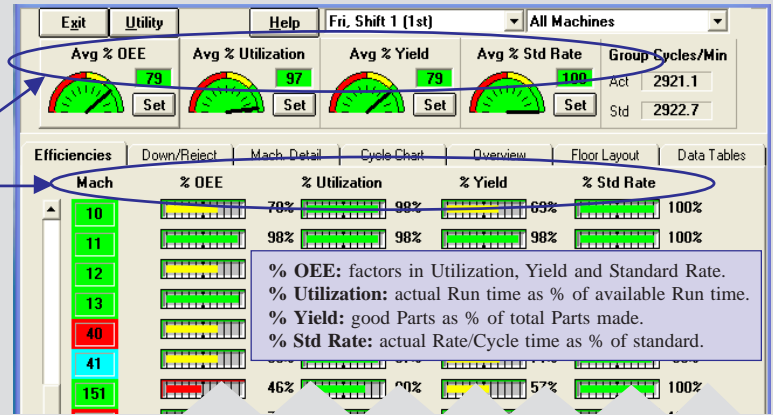 Exit Utility Help Fri, Shift 1 (1st) All Machines
Avg % OEE Avg % Utilization Avg % Yield Avg % Std Rate Group Cycles/Min
79 97 79 100 Act 2921.1
Set Set Set Set Std 2922.7
Efficiencies Down/Reject Mach. Detail Cycle Chart Overview Floor Layout Data Tables
Mach % OEE % Utilization % Yield % Std Rate
10 78% 98% 100%
11 98% 98% 98% 100%
12
% OEE: factors in Utilization, Yield and Standard Rate.
% Utilization: actual Run time as % of available Run time.
13
% Yield: good Parts as % of total Parts made.
40
% Std Rate: actual Rate/Cycle time as % of standard.
41
151 46% 57% 100%